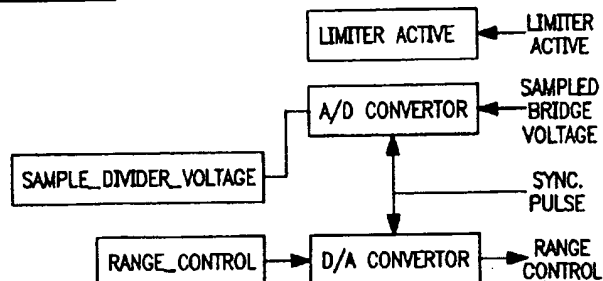 LIMITER ACTIVE
LIMITER
ACTIVE
A/D CONVERTOR
SAMPLED
BRIDGE
VOLTAGE
SAMPLE_DIVIDER_VOLTAGE
SYNC.
PULSE
RANGE_CONTROL
D/A CONVERTOR
RANGE
CONTROL